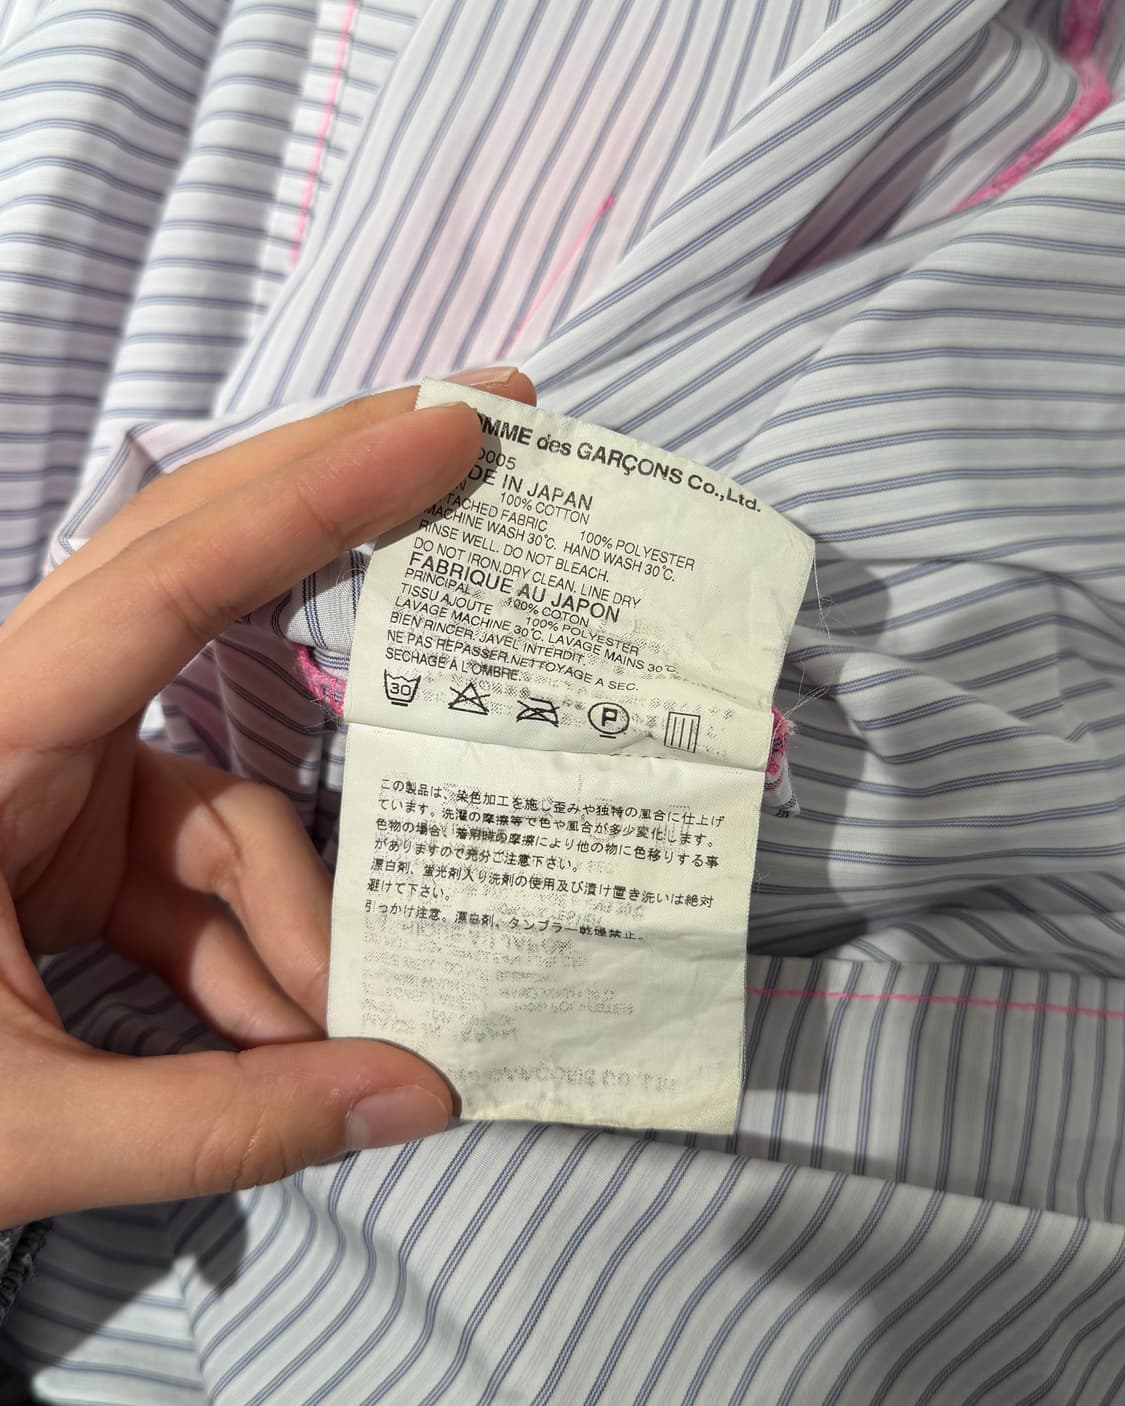 MME des GARÇONS Co.,Ltd.
0005
DE IN JAPAN
100% COTTON
TACHED FABRIC 100% POLYESTER
MACHINE WASH 30℃. HAND WASH 30℃.
RINSE WELL. DO NOT BLEACH.
DO NOT IRON.DRY CLEAN. LINE DRY
FABRIQUE AU JAPON
PRINCIPAL 100% COTON
TISSU AJOUTE 100% POLYESTER
LAVAGE MACHINE 30℃. LAVAGE MAINS 30℃.
BIEN RINCER. JAVEL INTERDIT.
NE PAS REPASSER.NETTOYAGE A SEC.
SECHAGE A L'OMBRE.
30 P
この製品は、染色加工を施し歪みや独特の風合に仕上げ
ています。洗濯の摩擦等で色や風合が多少変化します。
色物の場合、着用時の摩擦により他の物に色移りする事
がありますので充分ご注意下さい。
漂白剤、蛍光剤入り洗剤の使用及び漬け置き洗いは絶対
避けて下さい。
引っかけ注意。漂白剤、タンブラー乾燥禁止。